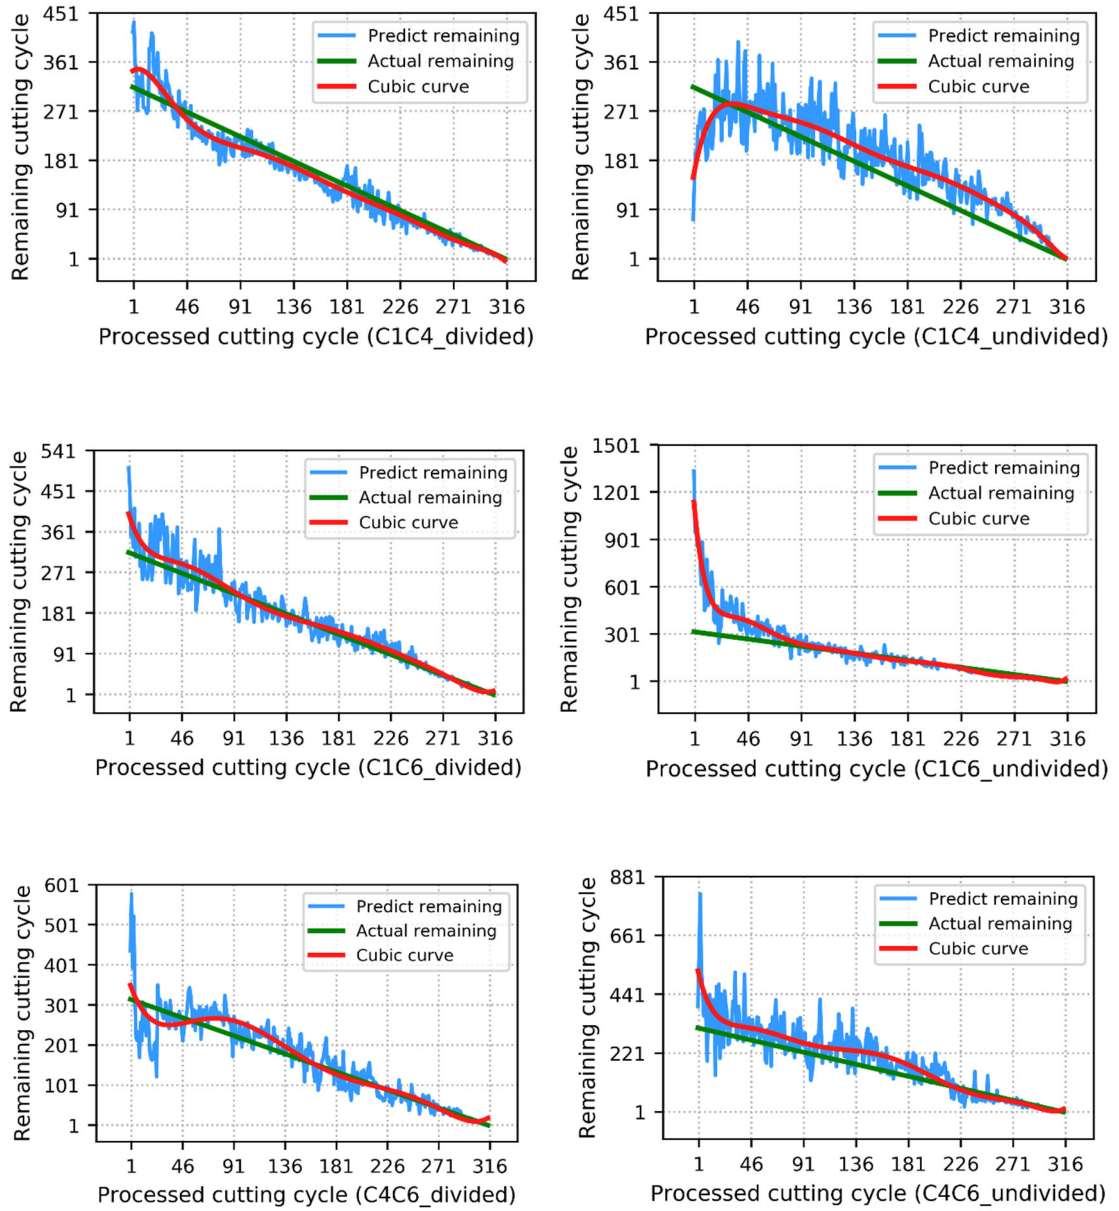 Remaining cutting cycle
451
361
271
181
91
1
Predict remaining
Actual remaining
Cubic curve
1 46 91 136 181 226 271 316
Processed cutting cycle (C1C4_divided)
Remaining cutting cycle
451
361
271
181
91
1
Predict remaining
Actual remaining
Cubic curve
1 46 91 136 181 226 271 316
Processed cutting cycle (C1C4_undivided)
Remaining cutting cycle
541
451
361
271
181
91
1
Predict remaining
Actual remaining
Cubic curve
1 46 91 136 181 226 271 316
Processed cutting cycle (C1C6_divided)
Remaining cutting cycle
1501
1201
901
601
301
1
Predict remaining
Actual remaining
Cubic curve
1 46 91 136 181 226 271 316
Processed cutting cycle (C1C6_undivided)
Remaining cutting cycle
601
501
401
301
201
101
1
Predict remaining
Actual remaining
Cubic curve
1 46 91 136 181 226 271 316
Processed cutting cycle (C4C6_divided)
Remaining cutting cycle
881
661
441
221
1
Predict remaining
Actual remaining
Cubic curve
1 46 91 136 181 226 271 316
Processed cutting cycle (C4C6_undivided)